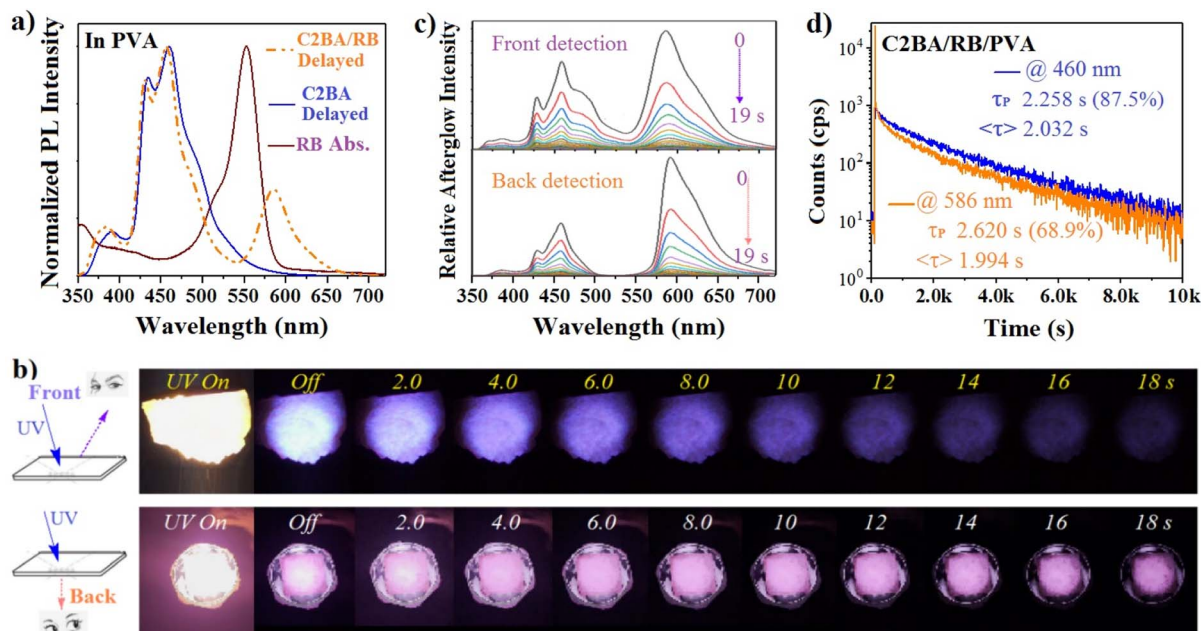 a)
In PVA
C2BA/RB
Delayed
C2BA
Delayed
RB Abs.
Normalized PL Intensity
350 400 450 500 550 600 650 700
Wavelength (nm)
c)
Front detection
0
19 s
Back detection
0
19 s
Relative Afterglow Intensity
350 400 450 500 550 600 650 700
Wavelength (nm)
d)
C2BA/RB/PVA
@ 460 nm
τP 2.258 s (87.5%)
<τ> 2.032 s
@ 586 nm
τP 2.620 s (68.9%)
<τ> 1.994 s
Counts (cps)
10⁴
10³
10²
10¹
10⁰
0.0 2.0k 4.0k 6.0k 8.0k 10k
Time (s)
b)
Front
UV
UV On Off 2.0 4.0 6.0 8.0 10 12 14 16 18 s
UV
Back
UV On Off 2.0 4.0 6.0 8.0 10 12 14 16 18 s